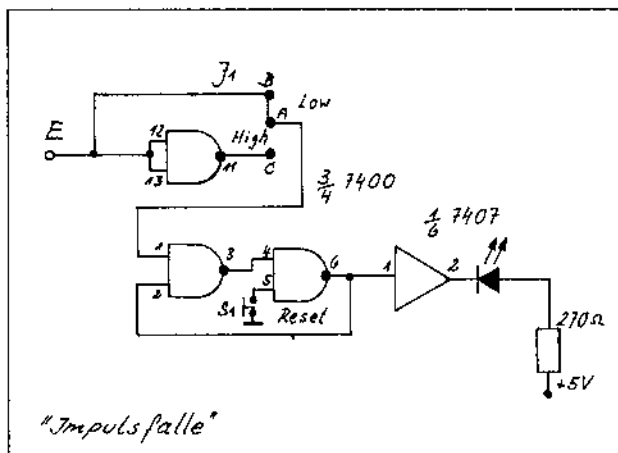 J1
B
A Low
E
12
13
11
High
C
3/4 7400
1/6 7407
1
2
3
4
5
6
1
2
S1
Reset
270Ω
+5V
"Impulsfalle"